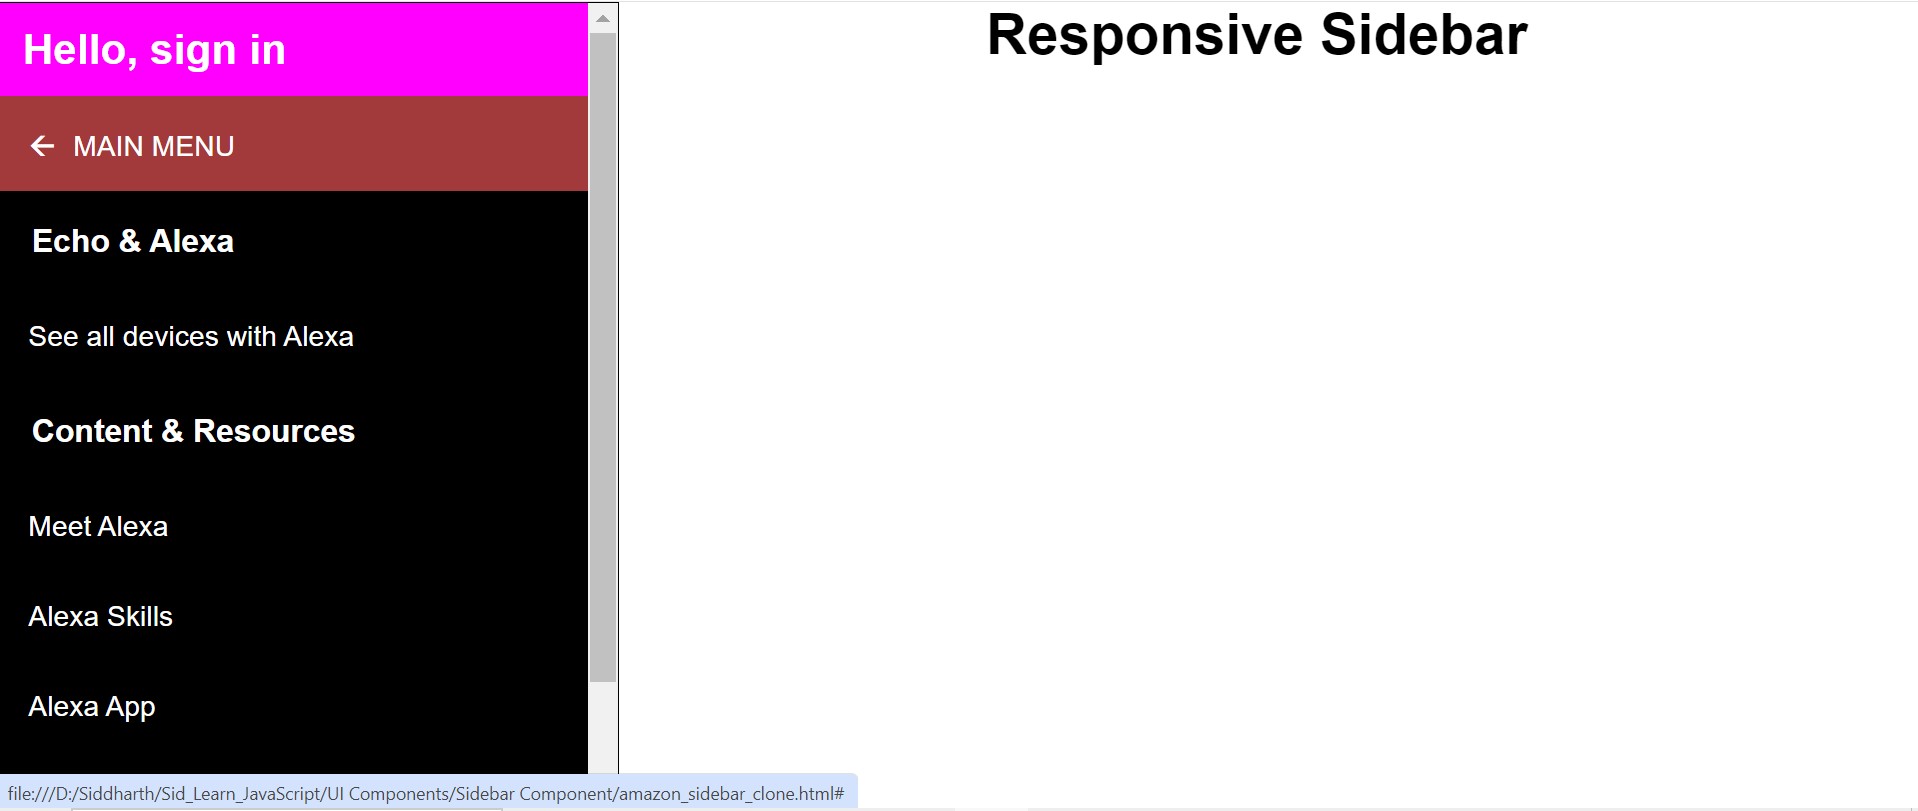 Hello, sign in
Responsive Sidebar
MAIN MENU
Echo & Alexa
See all devices with Alexa
Content & Resources
Meet Alexa
Alexa Skills
Alexa App
file:///D:/Siddharth/Sid_Learn_JavaScript/UI Components/Sidebar Component/amazon_sidebar_clone.html#